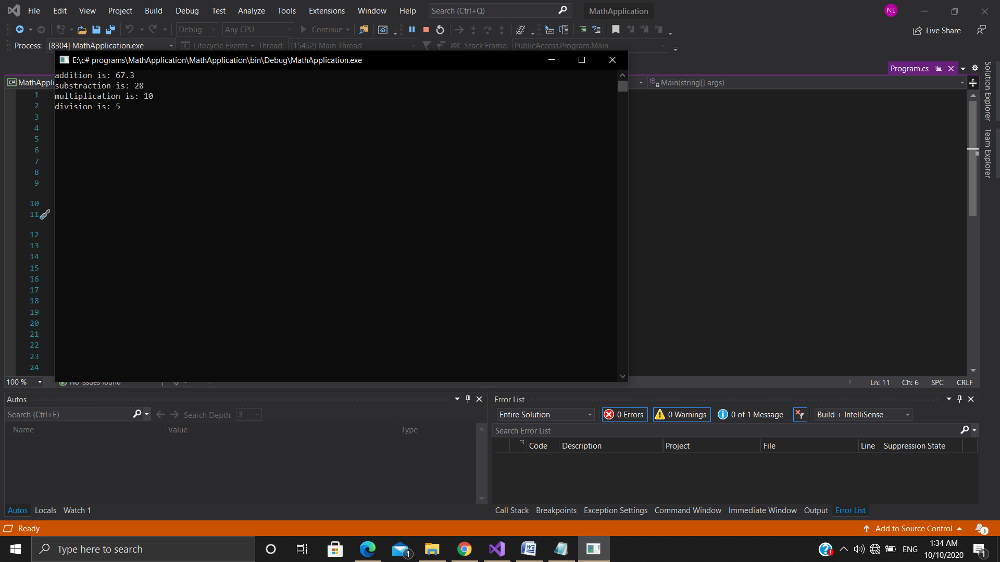 File Edit View Project Build Debug Test Analyze Tools Extensions Window Help Search (Ctrl+Q) MathApplication NL
Debug Any CPU Continue Live Share
Process: [8304] MathApplication.exe Lifecycle Events Thread: [15452] Main Thread Stack Frame: PublicAccess.Program.Main
E:\c# programs\MathApplication\MathApplication\bin\Debug\MathApplication.exe
addition is: 67.3
substraction is: 28
multiplication is: 10
division is: 5
Program.cs
C# MathAppli
Main(string[] args)
Solution Explorer
Team Explorer
1
2
3
4
5
6
7
8
9
10
11
12
13
14
15
16
17
18
19
20
21
22
23
24
100 % No issues found Ln: 11 Ch: 6 SPC CRLF
Autos
Search (Ctrl+E) Search Depth: 3
Name Value Type
Autos Locals Watch 1
Error List
Entire Solution 0 Errors 0 Warnings 0 of 1 Message Build + IntelliSense
Search Error List
Code Description Project File Line Suppression State
Call Stack Breakpoints Exception Settings Command Window Immediate Window Output Error List
Ready Add to Source Control 3
Type here to search 1 ENG 1:34 AM
10/10/2020 1